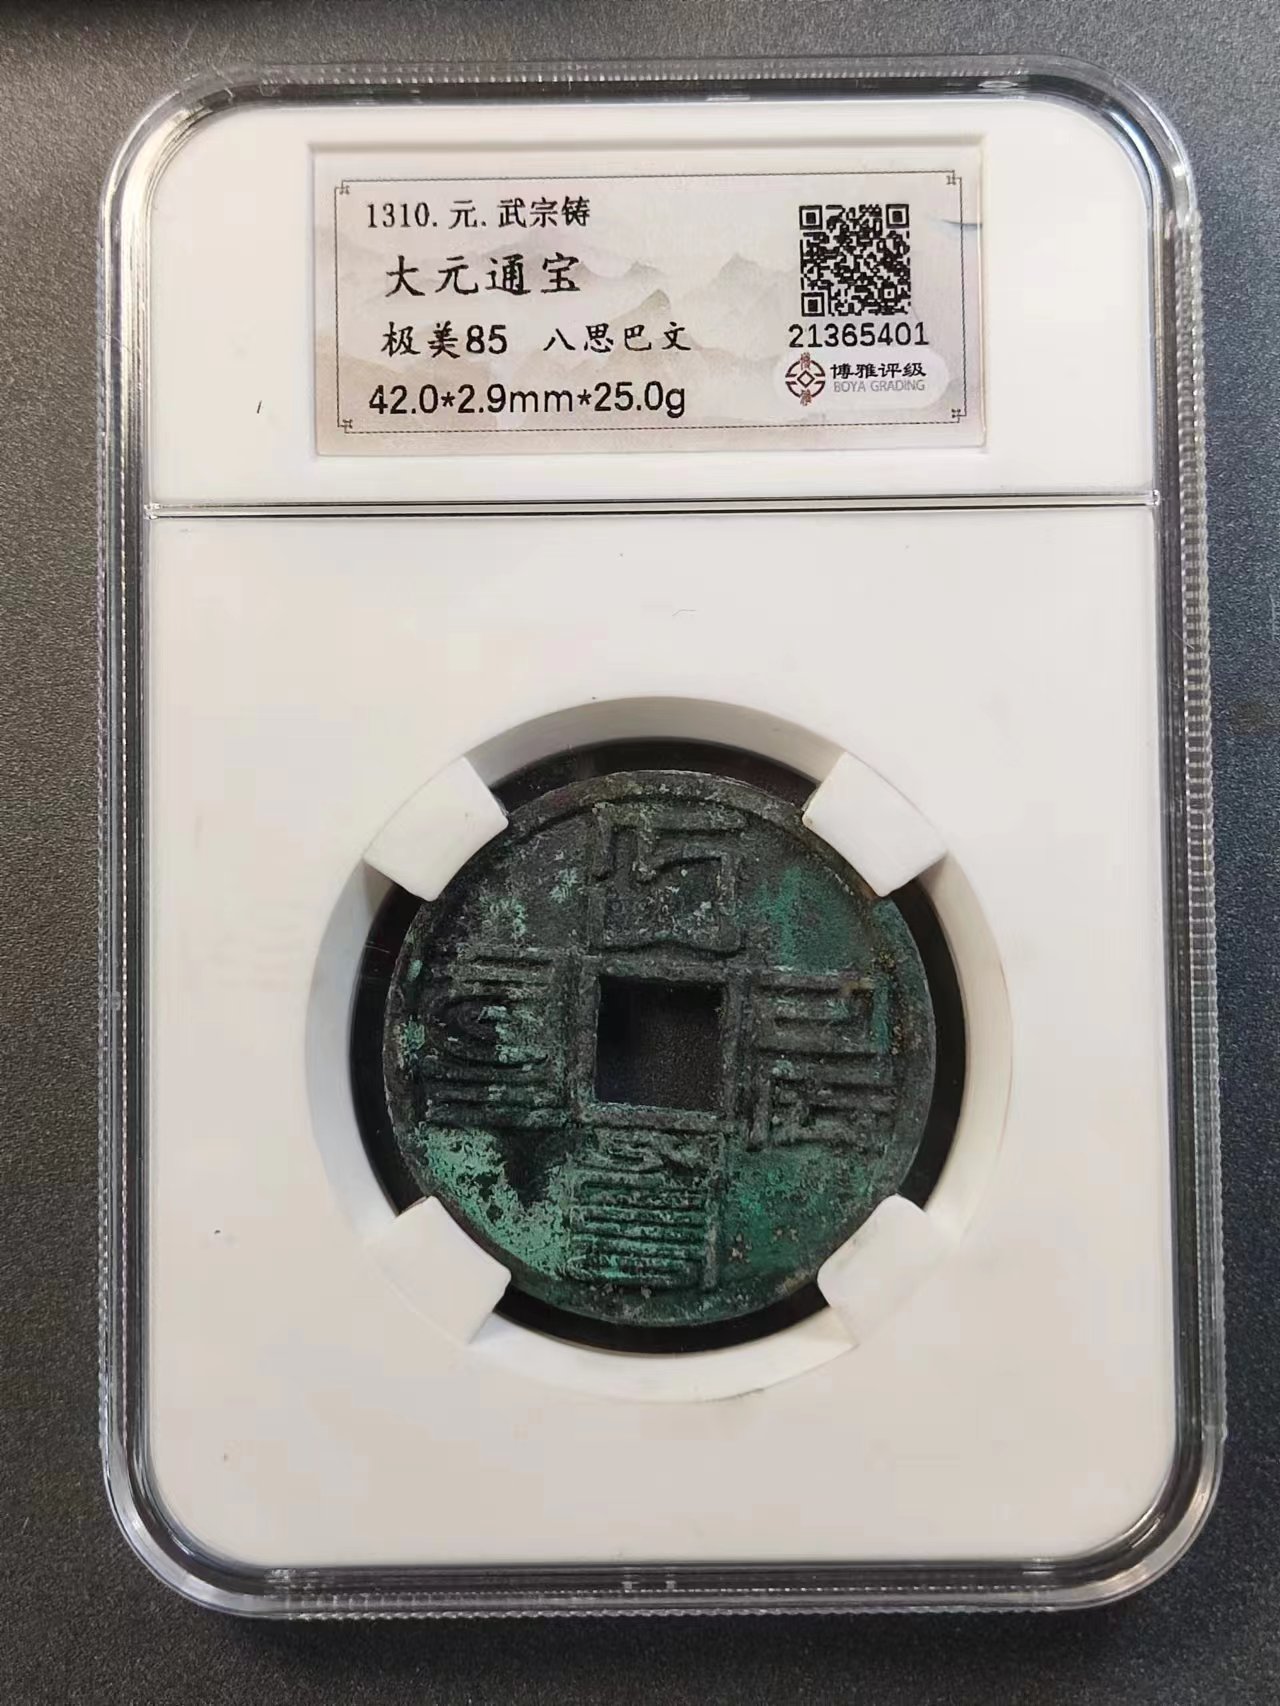 1310.元.武宗铸
大元通宝
极美85 八思巴文
42.0*2.9mm*25.0g
21365401
博雅评级
BOYA GRADING